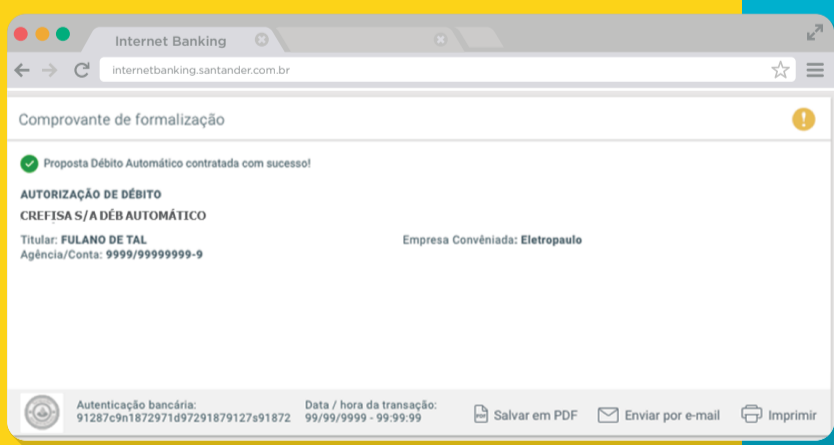 Internet Banking
internetbanking.santander.com.br
Comprovante de formalização
Proposta Débito Automático contratada com sucesso!
AUTORIZAÇÃO DE DÉBITO
CREFISA S/A DÉB AUTOMÁTICO
Titular: FULANO DE TAL
Empresa Convêniada: Eletropaulo
Agência/Conta: 9999/99999999-9
Autenticação bancária:
91287c9n1872971d97291879127s91872
Data / hora da transação:
99/99/9999 - 99:99:99
PDF
Salvar em PDF
Enviar por e-mail
Imprimir